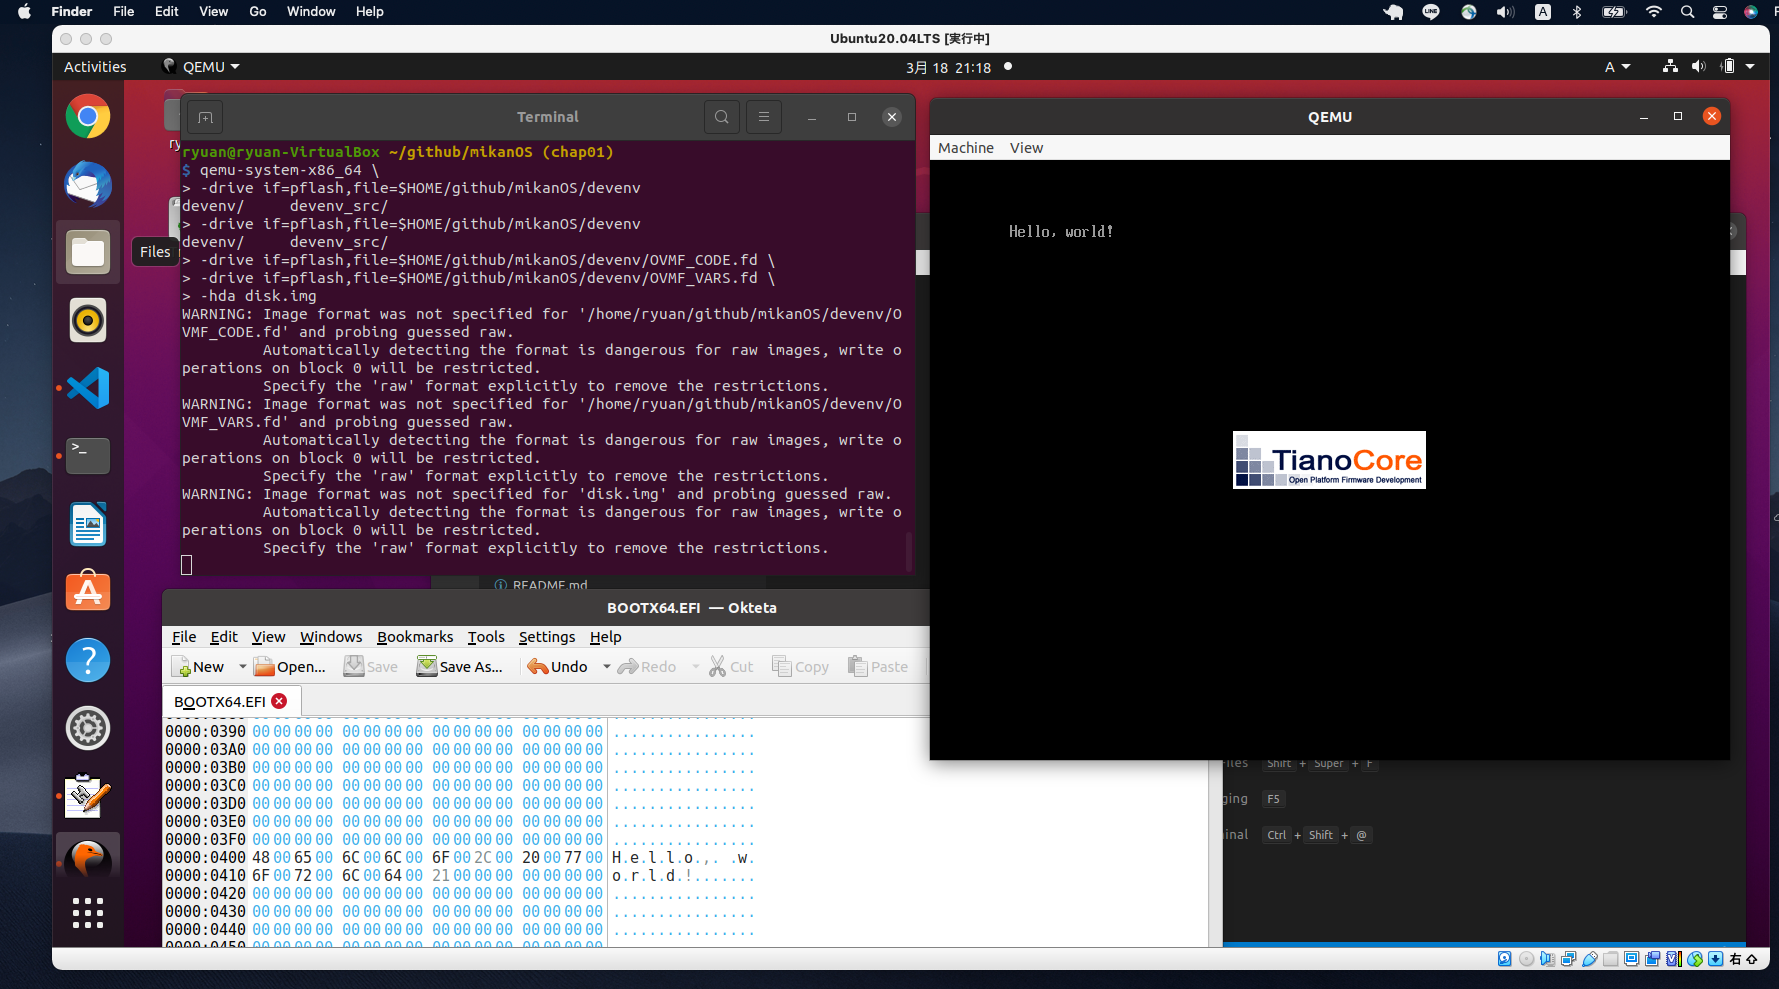 Finder File Edit View Go Window Help
A
Ubuntu20.04LTS [実行中]
Activities QEMU 3月 18 21:18 A
Terminal
ryuan@ryuan-VirtualBox ~/github/mikanOS (chap01)
$ qemu-system-x86_64 \
> -drive if=pflash,file=$HOME/github/mikanOS/devenv
devenv/ devenv_src/
> -drive if=pflash,file=$HOME/github/mikanOS/devenv
devenv/ devenv_src/
> -drive if=pflash,file=$HOME/github/mikanOS/devenv/OVMF_CODE.fd \
> -drive if=pflash,file=$HOME/github/mikanOS/devenv/OVMF_VARS.fd \
> -hda disk.img
WARNING: Image format was not specified for '/home/ryuan/github/mikanOS/devenv/O
VMF_CODE.fd' and probing guessed raw.
Automatically detecting the format is dangerous for raw images, write o
perations on block 0 will be restricted.
Specify the 'raw' format explicitly to remove the restrictions.
WARNING: Image format was not specified for '/home/ryuan/github/mikanOS/devenv/O
VMF_VARS.fd' and probing guessed raw.
Automatically detecting the format is dangerous for raw images, write o
perations on block 0 will be restricted.
Specify the 'raw' format explicitly to remove the restrictions.
WARNING: Image format was not specified for 'disk.img' and probing guessed raw.
Automatically detecting the format is dangerous for raw images, write o
perations on block 0 will be restricted.
Specify the 'raw' format explicitly to remove the restrictions.
Files
QEMU
Machine View
Hello, world!
TianoCore
Open Platform Firmware Development
README.md
BOOTX64.EFI — Okteta
File Edit View Windows Bookmarks Tools Settings Help
New Open... Save Save As... Undo Redo Cut Copy Paste
BOOTX64.EFI
0000:0390 00 00 00 00 00 00 00 00 00 00 00 00 00 00 00 00 ................
0000:03A0 00 00 00 00 00 00 00 00 00 00 00 00 00 00 00 00 ................
0000:03B0 00 00 00 00 00 00 00 00 00 00 00 00 00 00 00 00 ................
0000:03C0 00 00 00 00 00 00 00 00 00 00 00 00 00 00 00 00 ................
0000:03D0 00 00 00 00 00 00 00 00 00 00 00 00 00 00 00 00 ................
0000:03E0 00 00 00 00 00 00 00 00 00 00 00 00 00 00 00 00 ................
0000:03F0 00 00 00 00 00 00 00 00 00 00 00 00 00 00 00 00 ................
0000:0400 48 00 65 00 6C 00 6C 00 6F 00 2C 00 20 00 77 00 H.e.l.l.o.,. .w.
0000:0410 6F 00 72 00 6C 00 64 00 21 00 00 00 00 00 00 00 o.r.l.d.!.......
0000:0420 00 00 00 00 00 00 00 00 00 00 00 00 00 00 00 00 ................
0000:0430 00 00 00 00 00 00 00 00 00 00 00 00 00 00 00 00 ................
0000:0440 00 00 00 00 00 00 00 00 00 00 00 00 00 00 00 00 ................
Shift + Super + F
F5
Ctrl + Shift + @
右